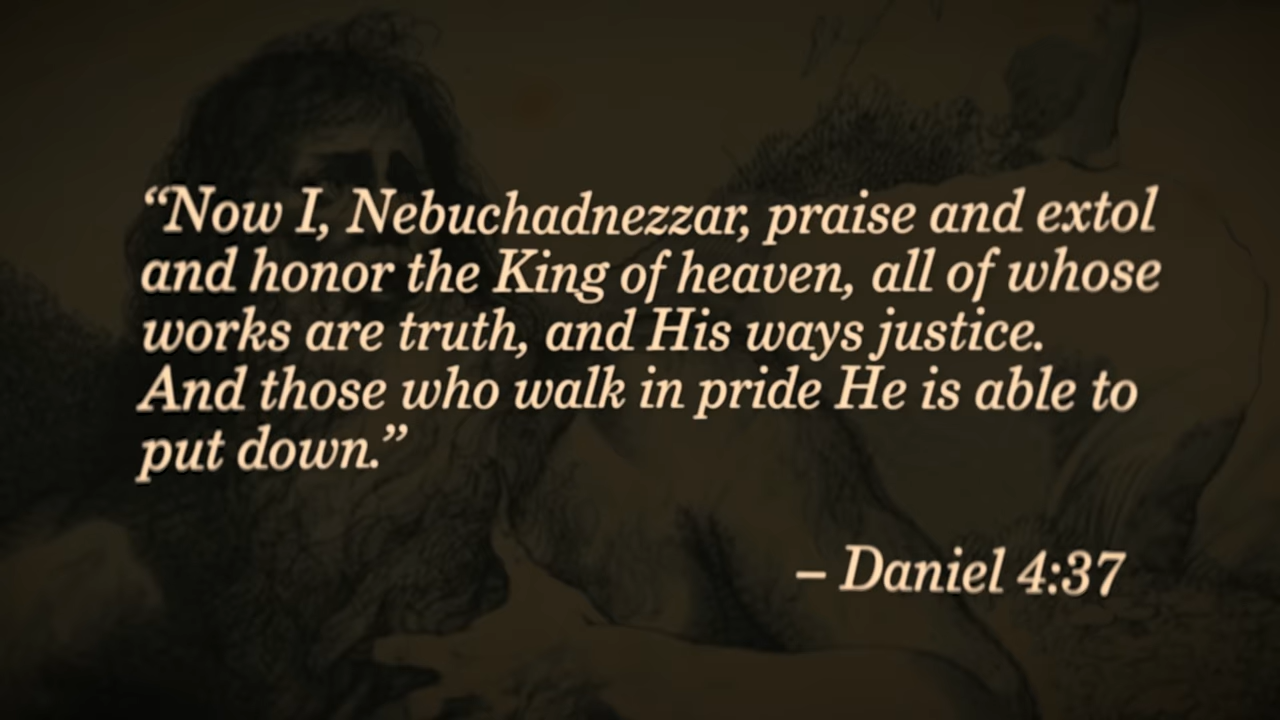 “Now I, Nebuchadnezzar, praise and extol
and honor the King of heaven, all of whose
works are truth, and His ways justice.
And those who walk in pride He is able to
put down.”
– Daniel 4:37